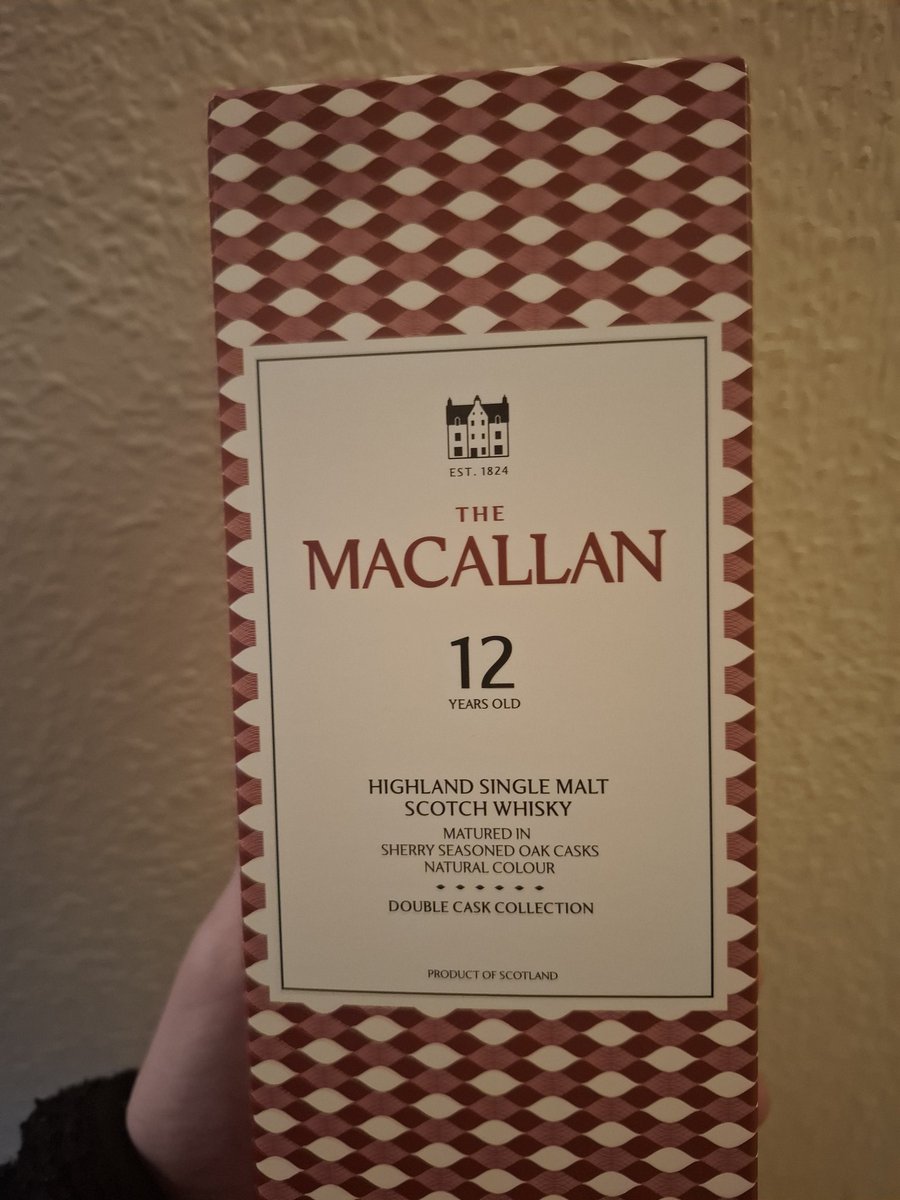 EST. 1824
THE
MACALLAN
12
YEARS OLD
HIGHLAND SINGLE MALT
SCOTCH WHISKY
MATURED IN
SHERRY SEASONED OAK CASKS
NATURAL COLOUR
DOUBLE CASK COLLECTION
PRODUCT OF SCOTLAND